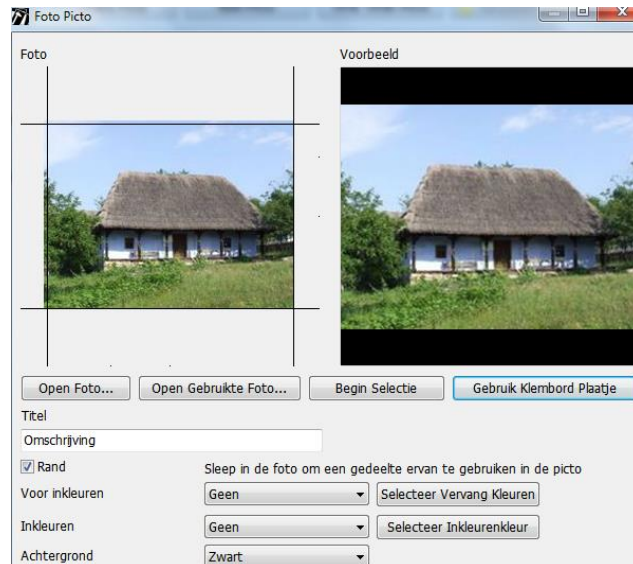 Foto Picto
Foto
Voorbeeld
Open Foto...
Open Gebruikte Foto...
Begin Selectie
Gebruik Klembord Plaatje
Titel
Omschrijving
Rand
Sleep in de foto om een gedeelte ervan te gebruiken in de picto
Voor inkleuren
Geen
Selecteer Vervang Kleuren
Inkleuren
Geen
Selecteer Inkleurenkleur
Achtergrond
Zwart